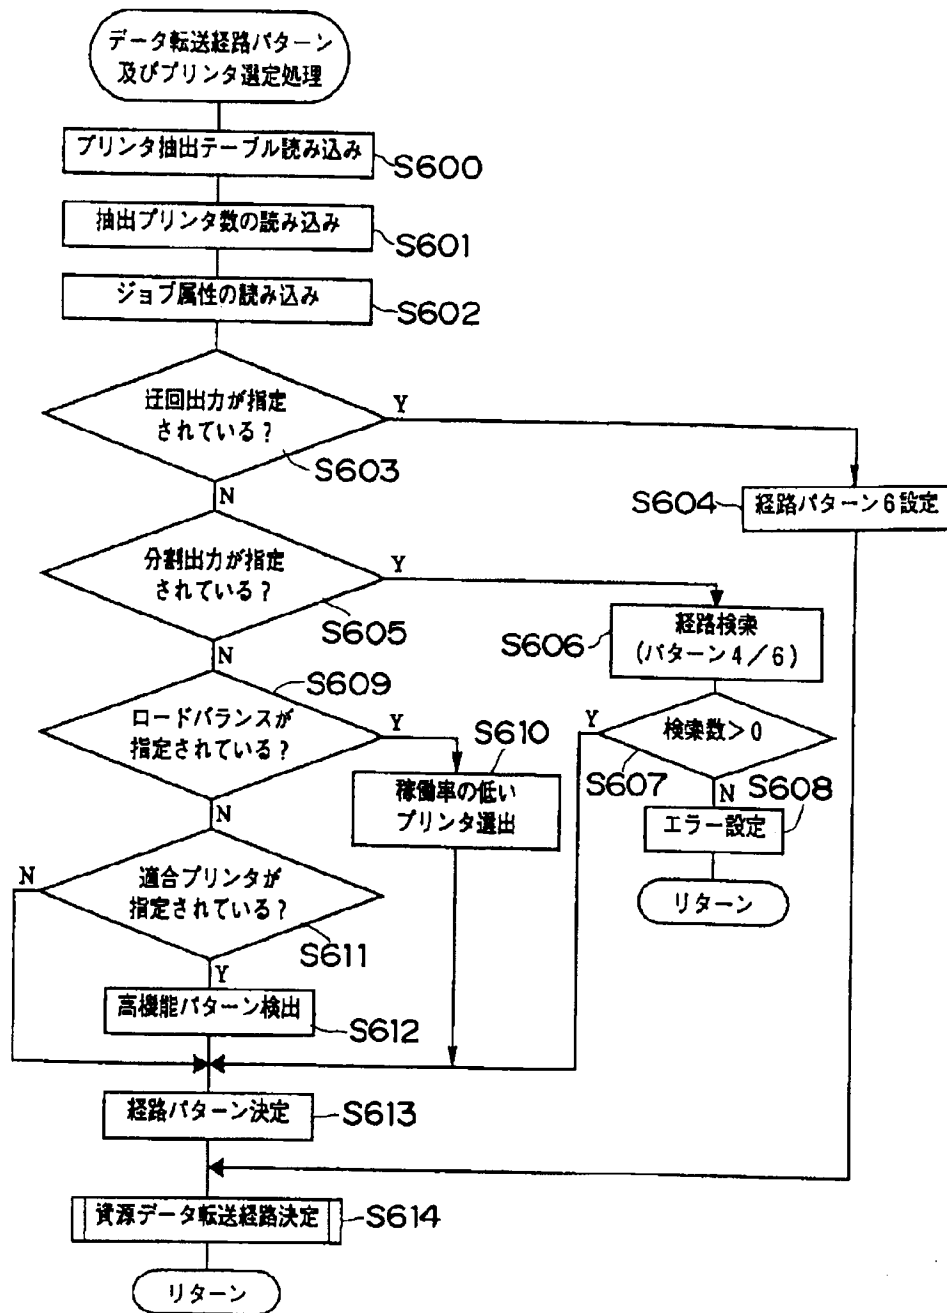 データ転送経路パターン
及びプリンタ選定処理
プリンタ抽出テーブル読み込み
S600
抽出プリンタ数の読み込み
S601
ジョブ属性の読み込み
S602
迂回出力が指定
されている?
Y
S603
N
S604
経路パターン6設定
分割出力が指定
されている?
Y
S605
N
S606
経路検索
(パターン4/6)
S609
ロードバランスが
指定されている?
Y
N
S610
稼働率の低い
プリンタ選出
Y
検索数>0
S607
N
S608
エラー設定
リターン
N
適合プリンタが
指定されている?
S611
Y
高機能パターン検出
S612
経路パターン決定
S613
資源データ転送経路決定
S614
リターン